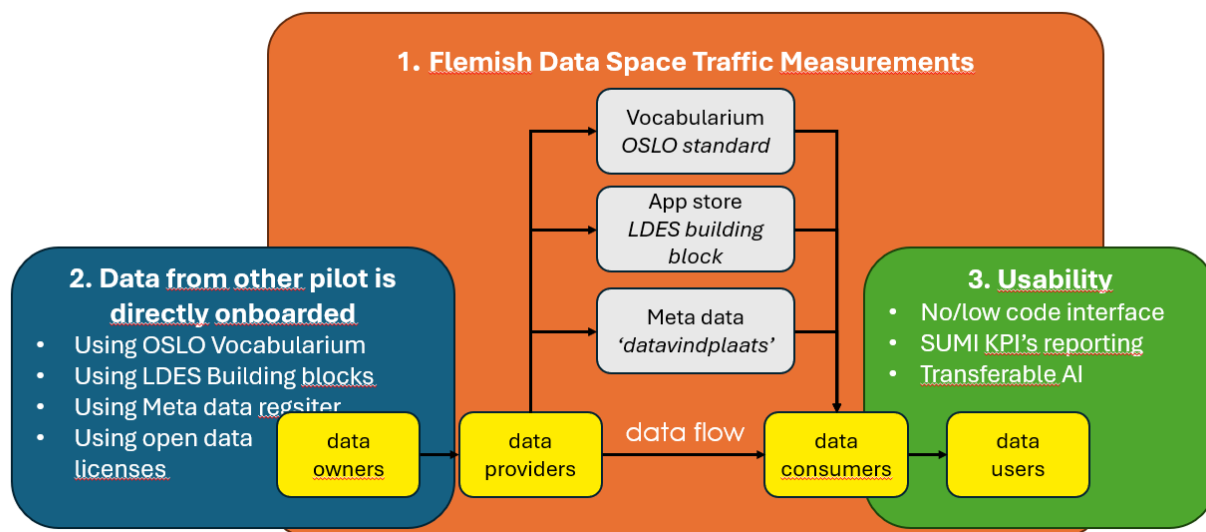 1. Flemish Data Space Traffic Measurements
Vocabularium
OSLO standard
App store
LDES building
block
Meta data
'datavindplaats'
2. Data from other pilot is
directly onboarded
• Using OSLO Vocabularium
• Using LDES Building blocks
• Using Meta data regsiter
• Using open data
licenses
3. Usability
• No/low code interface
• SUMI KPI's reporting
• Transferable AI
data
owners
data
providers
data flow
data
consumers
data
users